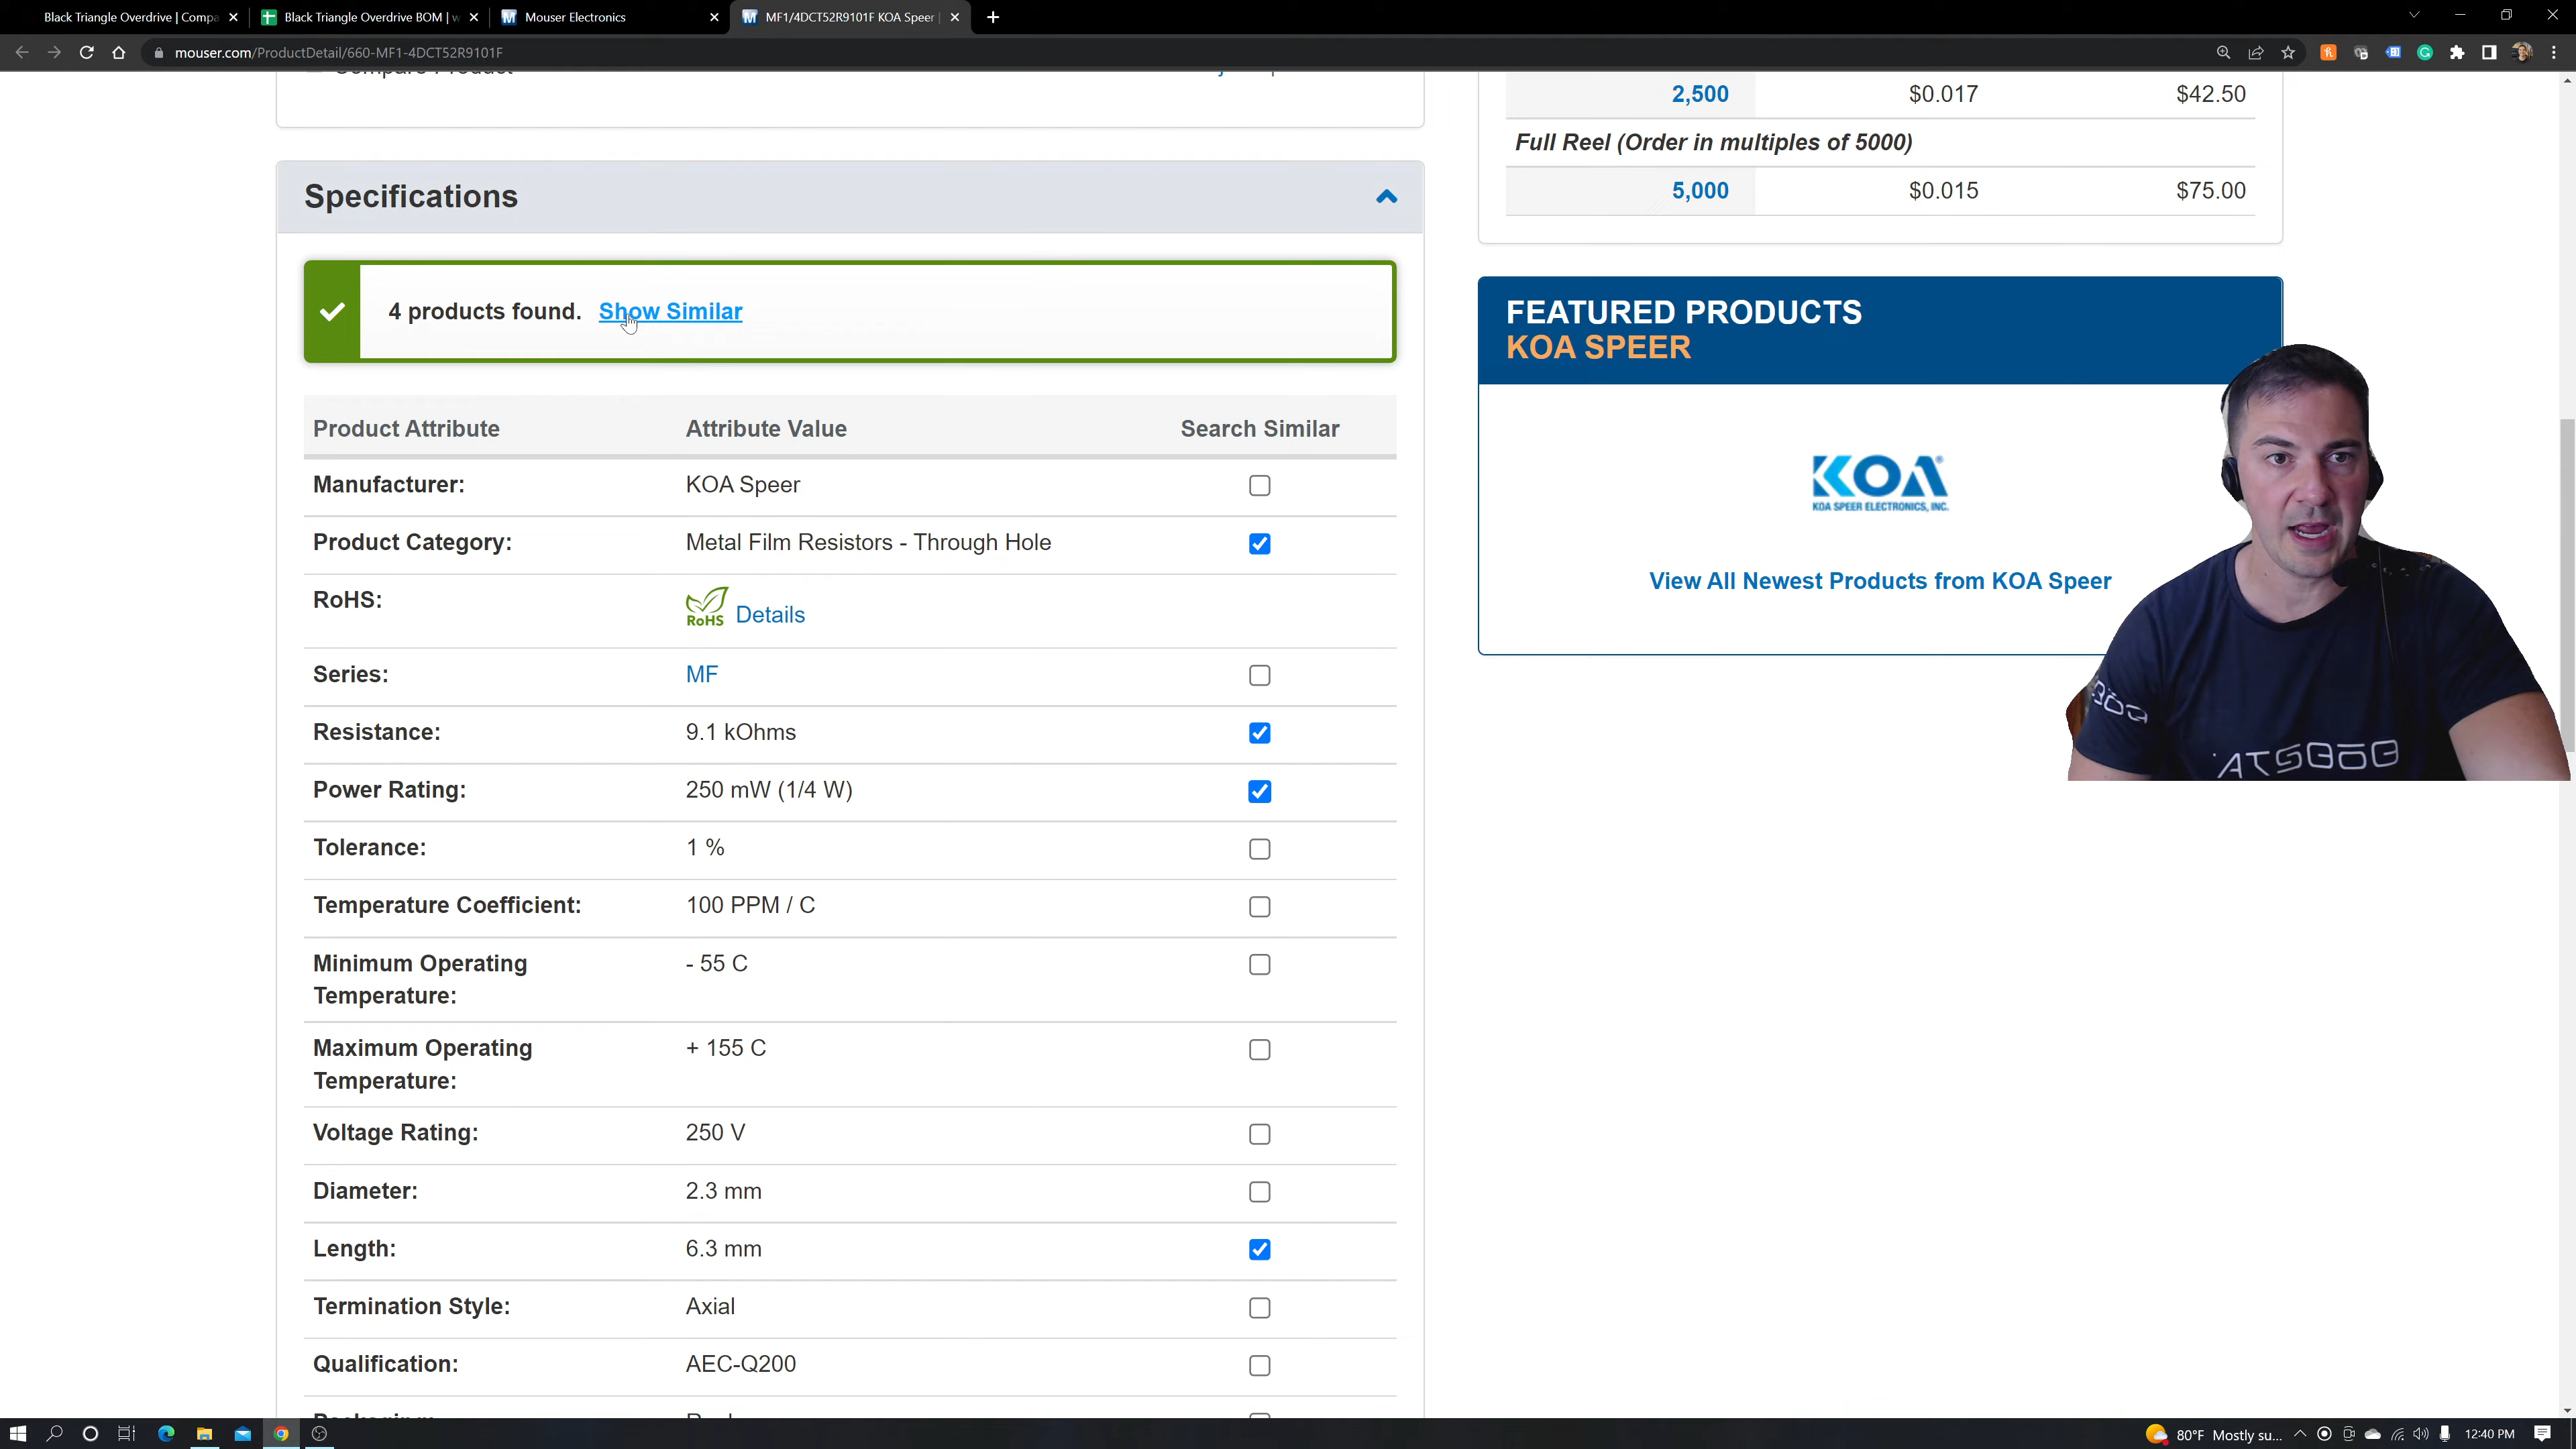 Black Triangle Overdrive | Compa
Black Triangle Overdrive BOM | w
Mouser Electronics
MF1/4DCT52R9101F KOA Speer |
mouser.com/ProductDetail/660-MF1-4DCT52R9101F
Compare Product
2,500 $0.017 $42.50
Full Reel (Order in multiples of 5000)
5,000 $0.015 $75.00
Specifications
4 products found. Show Similar
FEATURED PRODUCTS
KOA SPEER
KOA
KOA SPEER ELECTRONICS, INC.
View All Newest Products from KOA Speer
Product Attribute Attribute Value Search Similar
Manufacturer: KOA Speer
Product Category: Metal Film Resistors - Through Hole
RoHS: RoHS Details
Series: MF
Resistance: 9.1 kOhms
Power Rating: 250 mW (1/4 W)
Tolerance: 1 %
Temperature Coefficient: 100 PPM / C
Minimum Operating Temperature: - 55 C
Maximum Operating Temperature: + 155 C
Voltage Rating: 250 V
Diameter: 2.3 mm
Length: 6.3 mm
Termination Style: Axial
Qualification: AEC-Q200
80°F Mostly su...
12:40 PM